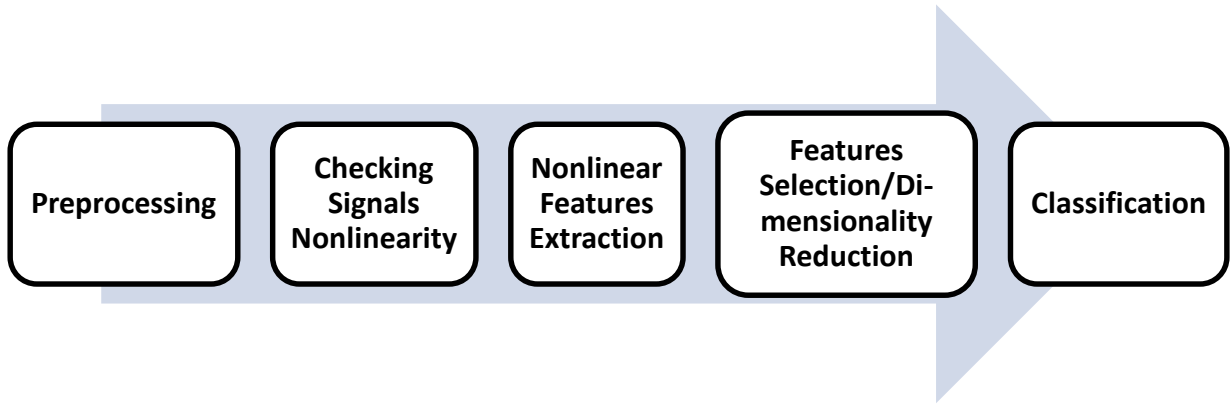 Preprocessing
Checking
Signals
Nonlinearity
Nonlinear
Features
Extraction
Features
Selection/Di-
mensionality
Reduction
Classification